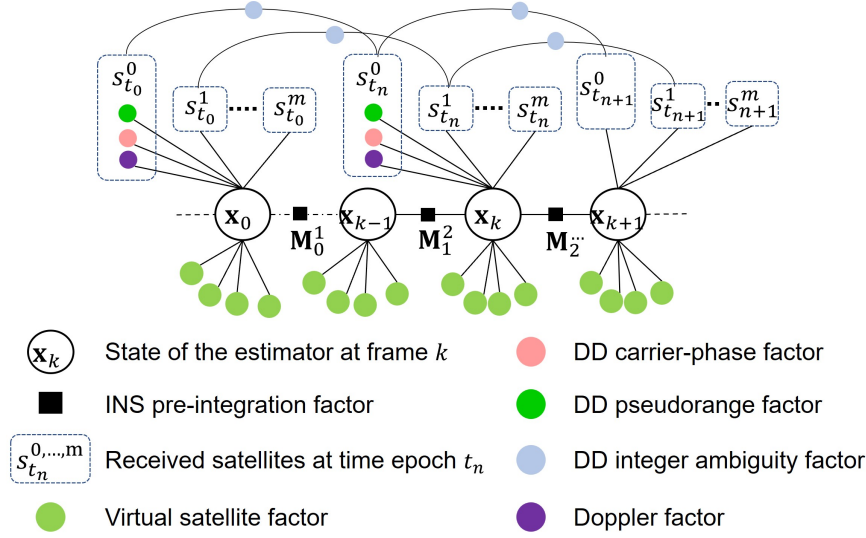 S_{t_0}^0 S_{t_0}^1 S_{t_0}^m S_{t_n}^0 S_{t_n}^1 S_{t_n}^m S_{t_{n+1}}^0 S_{t_{n+1}}^1 S_{n+1}^m
x_0 x_{k−1} x_k x_{k+1}
M_0^1 M_1^2 M_2^{...}
x_k State of the estimator at frame k
DD carrier-phase factor
INS pre-integration factor
DD pseudorange factor
S_{t_n}^{0,...,m} Received satellites at time epoch t_n
DD integer ambiguity factor
Virtual satellite factor
Doppler factor